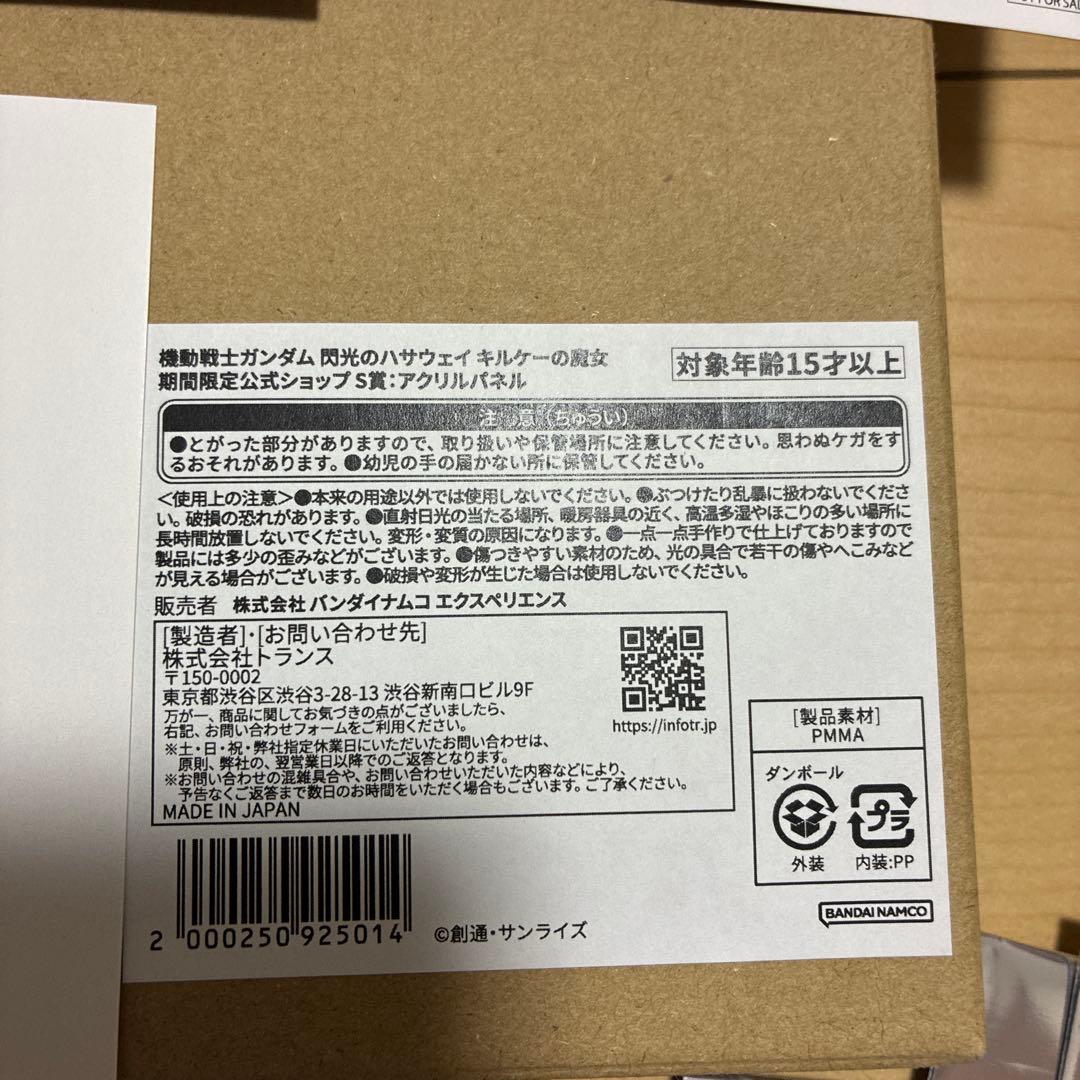 FOR SAL
機動戦士ガンダム 閃光のハサウェイ キルケーの魔女
期間限定公式ショップ S賞：アクリルパネル
対象年齢15才以上
注 意（ちゅうい）
●とがった部分がありますので、取り扱いや保管場所に注意してください。思わぬケガをす
るおそれがあります。●幼児の手の届かない所に保管してください。
＜使用上の注意＞●本来の用途以外では使用しないでください。●ぶつけたり乱暴に扱わないでくださ
い。破損の恐れがあります。●直射日光の当たる場所、暖房器具の近く、高温多湿やほこりの多い場所に
長時間放置しないでください。変形・変質の原因になります。●一点一点手作りで仕上げておりますので
製品には多少の歪みなどがございます。●傷つきやすい素材のため、光の具合で若干の傷やへこみなど
が見える場合がございます。●破損や変形が生じた場合は使用しないでください。
販売者 株式会社 バンダイナムコ エクスペリエンス
[製造者]・[お問い合わせ先]
株式会社トランス
〒150-0002
東京都渋谷区渋谷3-28-13 渋谷新南口ビル9F
万が一、商品に関してお気づきの点がございましたら、
右記、お問い合わせフォームをご利用ください。
※土・日・祝・弊社指定休業日にいただいたお問い合わせは、
原則、弊社の、翌営業日以降でのご返答となります。
※お問い合わせの混雑具合や、お問い合わせいただいた内容などにより、
予告なくご返答まで数日のお時間をいただく場合もございます。ご了承ください。
MADE IN JAPAN
https://infotr.jp
[製品素材]
PMMA
ダンボール
プラ
外装 内装:PP
BANDAI NAMCO
2 000250 925014
©創通・サンライズ